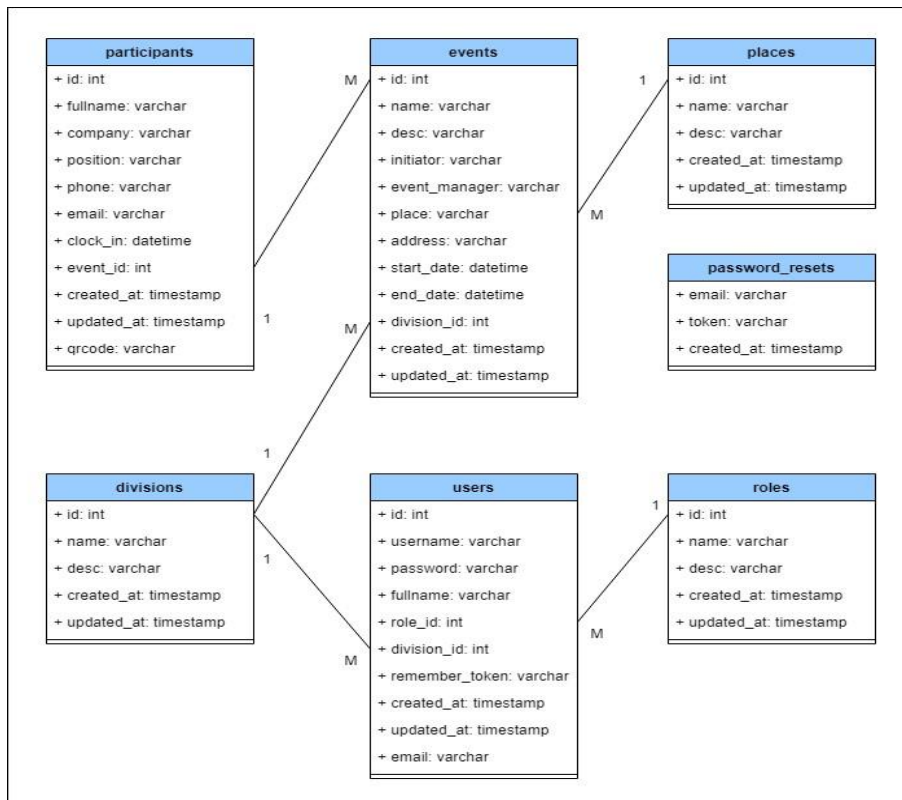 participants
+ id: int
+ fullname: varchar
+ company: varchar
+ position: varchar
+ phone: varchar
+ email: varchar
+ clock_in: datetime
+ event_id: int
+ created_at: timestamp
+ updated_at: timestamp
+ qrcode: varchar
M
1
events
+ id: int
+ name: varchar
+ desc: varchar
+ initiator: varchar
+ event_manager: varchar
+ place: varchar
+ address: varchar
+ start_date: datetime
+ end_date: datetime
+ division_id: int
+ created_at: timestamp
+ updated_at: timestamp
1
M
places
+ id: int
+ name: varchar
+ desc: varchar
+ created_at: timestamp
+ updated_at: timestamp
password_resets
+ email: varchar
+ token: varchar
+ created_at: timestamp
M
1
divisions
+ id: int
+ name: varchar
+ desc: varchar
+ created_at: timestamp
+ updated_at: timestamp
1
M
users
+ id: int
+ username: varchar
+ password: varchar
+ fullname: varchar
+ role_id: int
+ division_id: int
+ remember_token: varchar
+ created_at: timestamp
+ updated_at: timestamp
+ email: varchar
1
M
roles
+ id: int
+ name: varchar
+ desc: varchar
+ created_at: timestamp
+ updated_at: timestamp